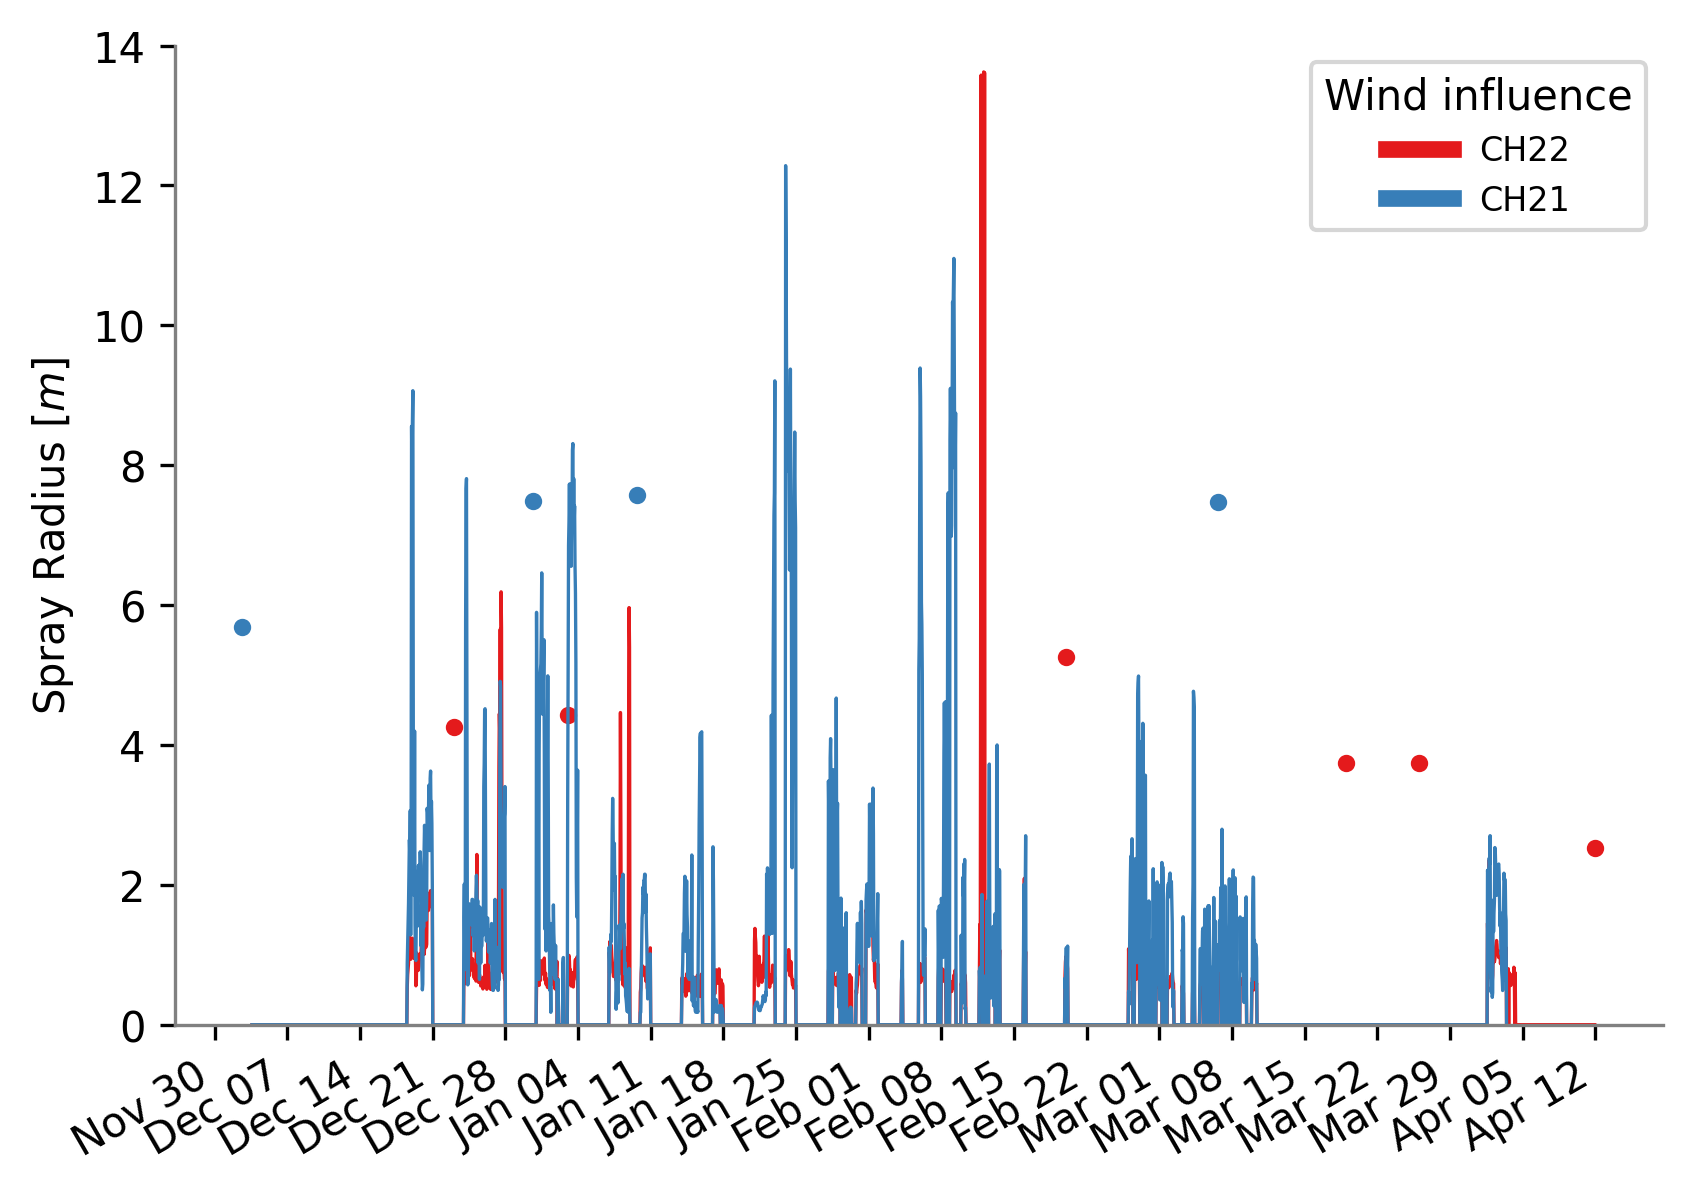 Wind influence
CH22
CH21
Spray Radius [m]
14
12
10
8
6
4
2
0
Nov 30
Dec 07
Dec 14
Dec 21
Dec 28
Jan 04
Jan 11
Jan 18
Jan 25
Feb 01
Feb 08
Feb 15
Feb 22
Mar 01
Mar 08
Mar 15
Mar 22
Mar 29
Apr 05
Apr 12